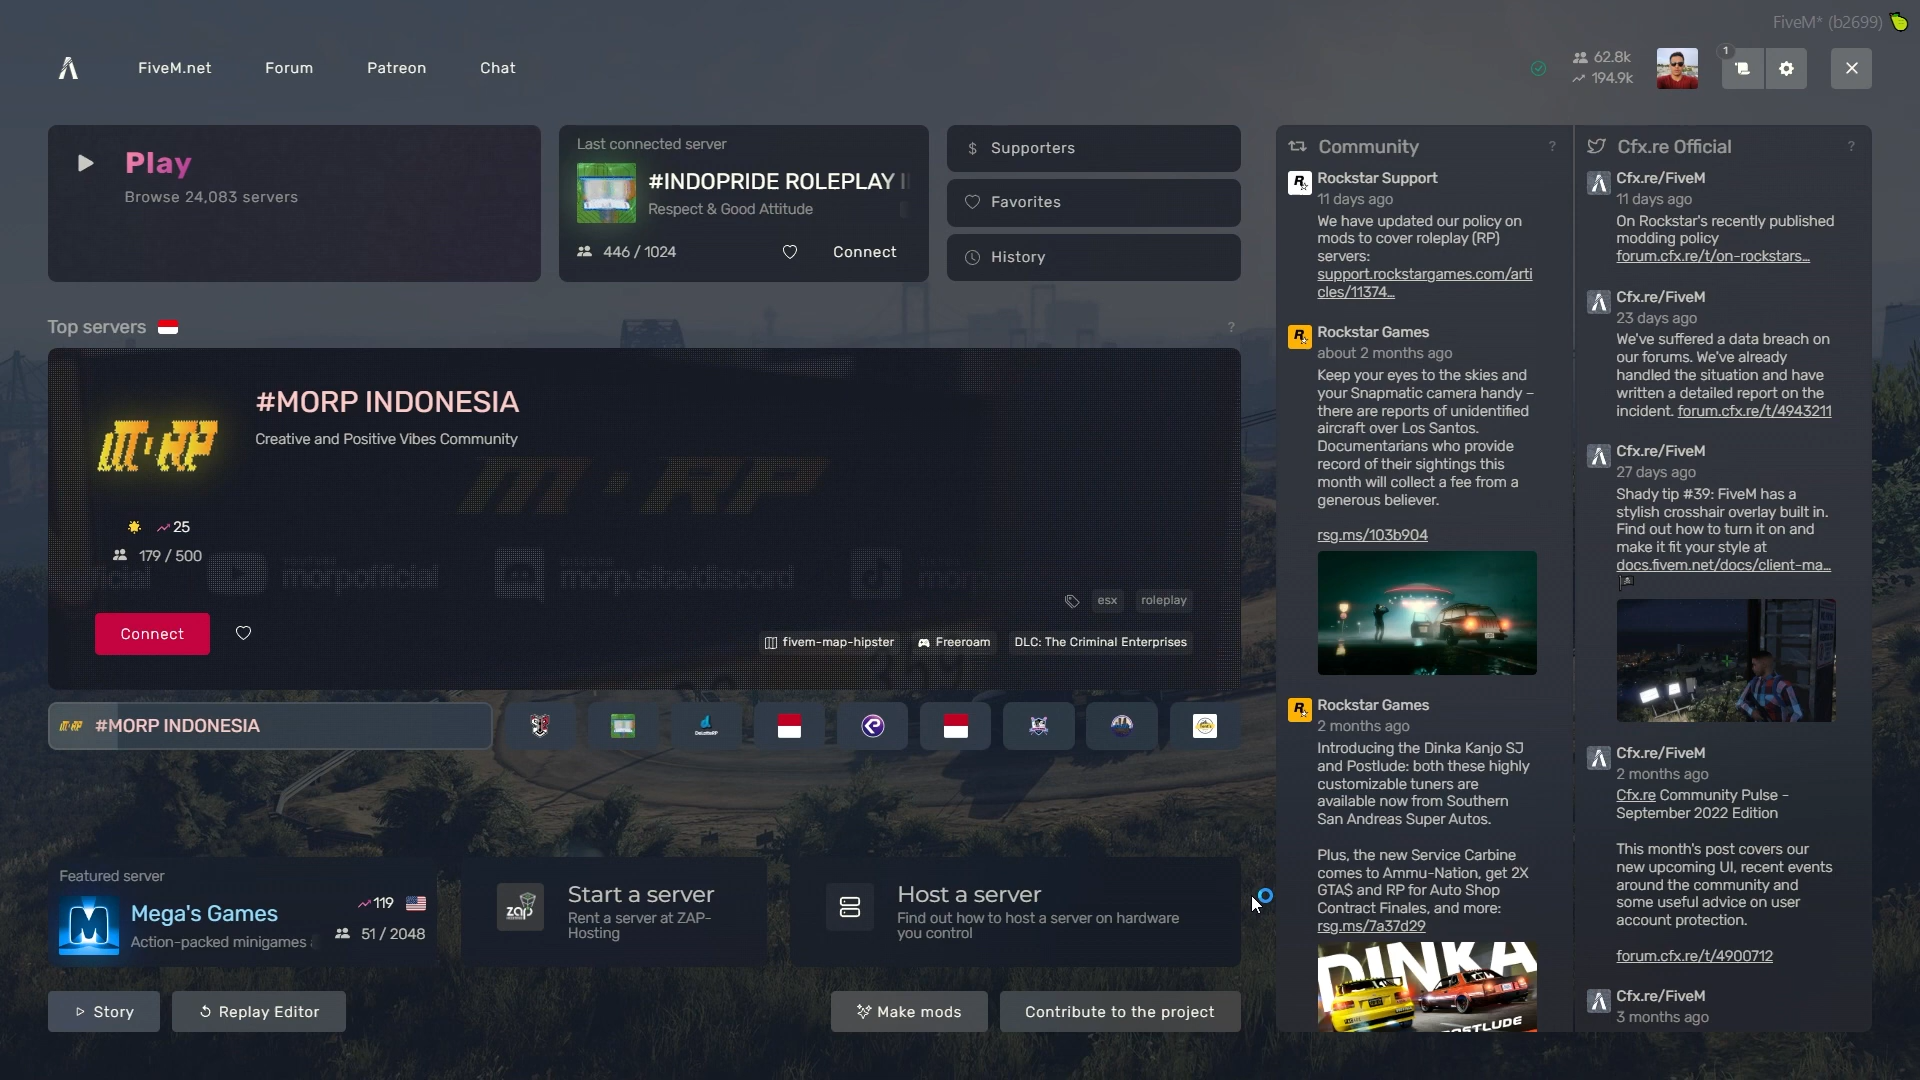 FiveM* (b2699)
FiveM.net
Forum
Patreon
Chat
62.8k
194.9k
1
Play
Browse 24,083 servers
Last connected server
#INDOPRIDE ROLEPLAY
Respect & Good Attitude
446 / 1024
Connect
$ Supporters
Favorites
History
Top servers
?
#MORP INDONESIA
Creative and Positive Vibes Community
M·RP
M·RP
25
179 / 500
morpofficial
morp.site/discord
esx
roleplay
Connect
fivem-map-hipster
Freeroam
DLC: The Criminal Enterprises
#MORP INDONESIA
Featured server
Mega's Games
Action-packed minigames
119
51 / 2048
zap
Start a server
Rent a server at ZAP-
Hosting
Host a server
Find out how to host a server on hardware
you control
Story
Replay Editor
Make mods
Contribute to the project
Community
?
Rockstar Support
11 days ago
We have updated our policy on
mods to cover roleplay (RP)
servers:
support.rockstargames.com/arti
cles/11374…
Rockstar Games
about 2 months ago
Keep your eyes to the skies and
your Snapmatic camera handy –
there are reports of unidentified
aircraft over Los Santos.
Documentarians who provide
record of their sightings this
month will collect a fee from a
generous believer.
rsg.ms/103b904
Rockstar Games
2 months ago
Introducing the Dinka Kanjo SJ
and Postlude: both these highly
customizable tuners are
available now from Southern
San Andreas Super Autos.
Plus, the new Service Carbine
comes to Ammu-Nation, get 2X
GTA$ and RP for Auto Shop
Contract Finales, and more:
rsg.ms/7a37d29
DINKA
POSTLUDE
Cfx.re Official
?
Cfx.re/FiveM
11 days ago
On Rockstar's recently published
modding policy
forum.cfx.re/t/on-rockstars…
Cfx.re/FiveM
23 days ago
We've suffered a data breach on
our forums. We've already
handled the situation and have
written a detailed report on the
incident. forum.cfx.re/t/4943211
Cfx.re/FiveM
27 days ago
Shady tip #39: FiveM has a
stylish crosshair overlay built in.
Find out how to turn it on and
make it fit your style at
docs.fivem.net/docs/client-ma…
Cfx.re/FiveM
2 months ago
Cfx.re Community Pulse -
September 2022 Edition
This month's post covers our
new upcoming UI, recent events
around the community and
some useful advice on user
account protection.
forum.cfx.re/t/4900712
Cfx.re/FiveM
3 months ago